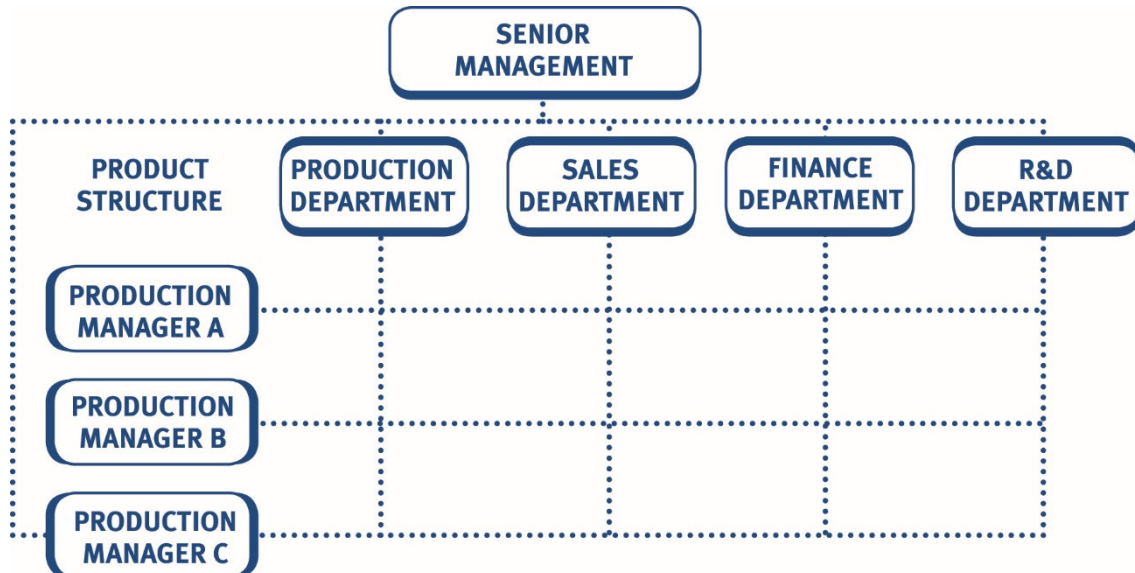 SENIOR
MANAGEMENT
PRODUCT
STRUCTURE
PRODUCTION
DEPARTMENT
SALES
DEPARTMENT
FINANCE
DEPARTMENT
R&D
DEPARTMENT
PRODUCTION
MANAGER A
PRODUCTION
MANAGER B
PRODUCTION
MANAGER C